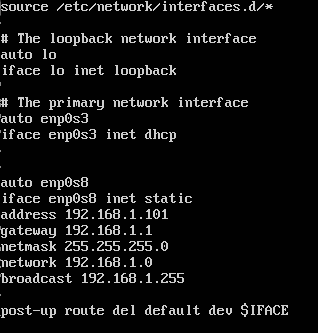 source /etc/network/interfaces.d/*
# The loopback network interface
auto lo
iface lo inet loopback
# The primary network interface
auto enp0s3
iface enp0s3 inet dhcp
auto enp0s8
iface enp0s8 inet static
address 192.168.1.101
gateway 192.168.1.1
netmask 255.255.255.0
network 192.168.1.0
broadcast 192.168.1.255
post-up route del default dev $IFACE